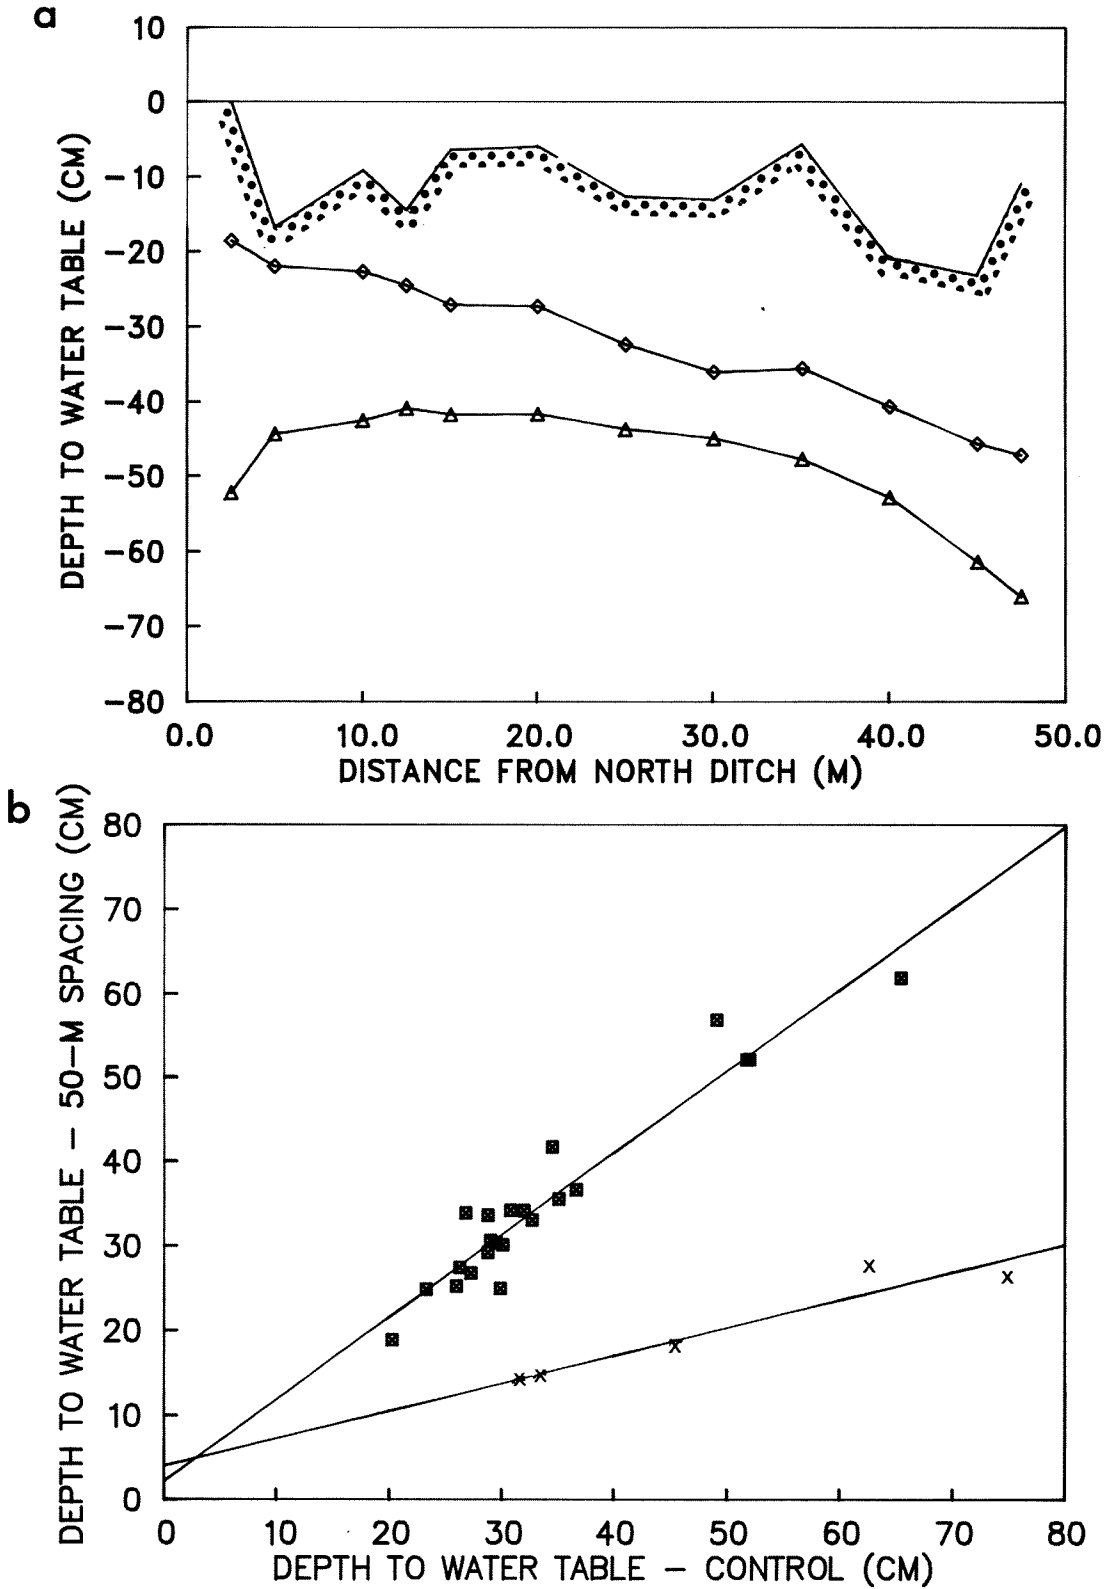 a
10
0
-10
-20
-30
-40
-50
-60
-70
-80
DEPTH TO WATER TABLE (CM)
0.0 10.0 20.0 30.0 40.0 50.0
DISTANCE FROM NORTH DITCH (M)
b
80
70
60
50
40
30
20
10
0
DEPTH TO WATER TABLE - 50-M SPACING (CM)
0 10 20 30 40 50 60 70 80
DEPTH TO WATER TABLE - CONTROL (CM)